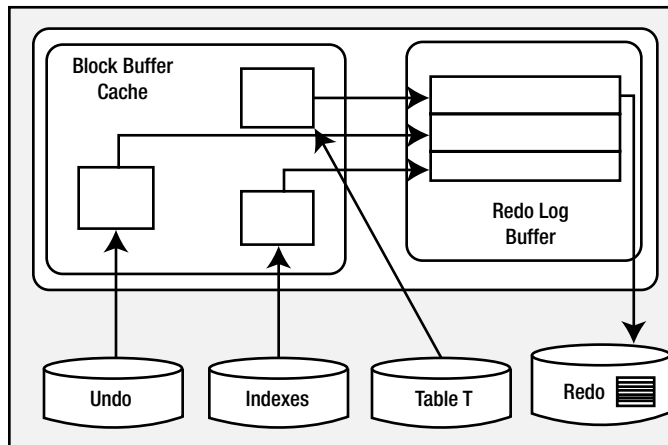 Block Buffer
Cache
Redo Log
Buffer
Undo
Indexes
Table T
Redo